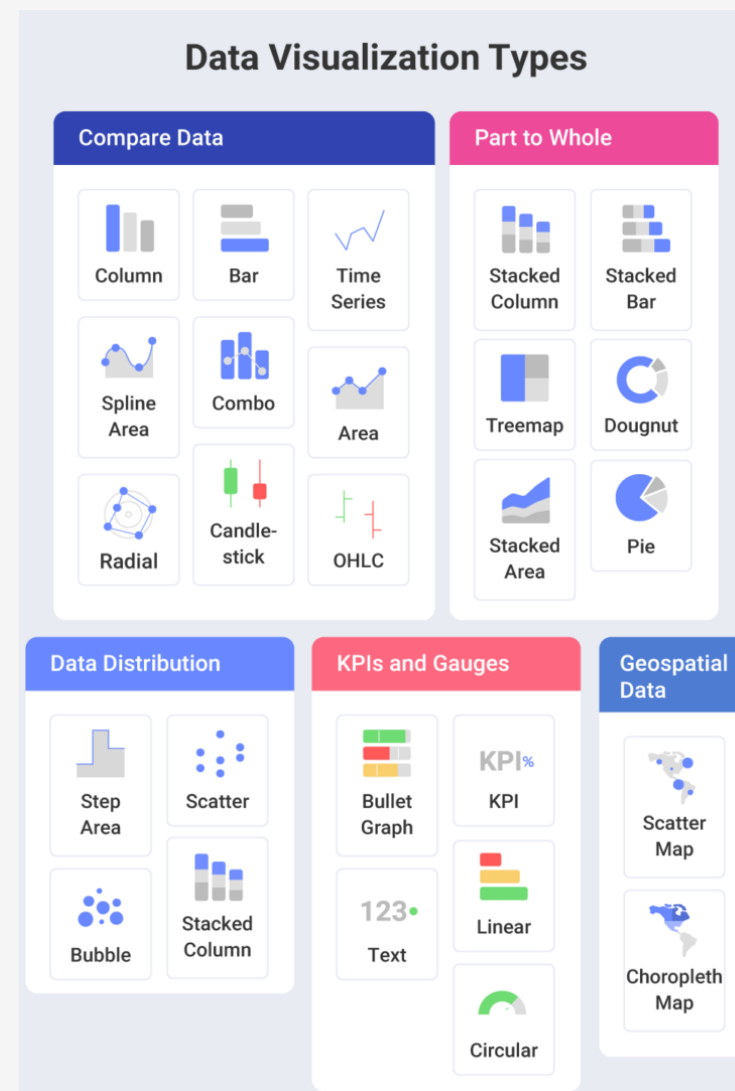 Data Visualization Types
Compare Data
Column
Bar
Time
Series
Spline
Area
Combo
Area
Radial
Candle-
stick
OHLC
Part to Whole
Stacked
Column
Stacked
Bar
Treemap
Dougnut
Stacked
Area
Pie
Data Distribution
Step
Area
Scatter
Bubble
Stacked
Column
KPIs and Gauges
Bullet
Graph
KPI%
KPI
123
Text
Linear
Circular
Geospatial
Data
Scatter
Map
Choropleth
Map